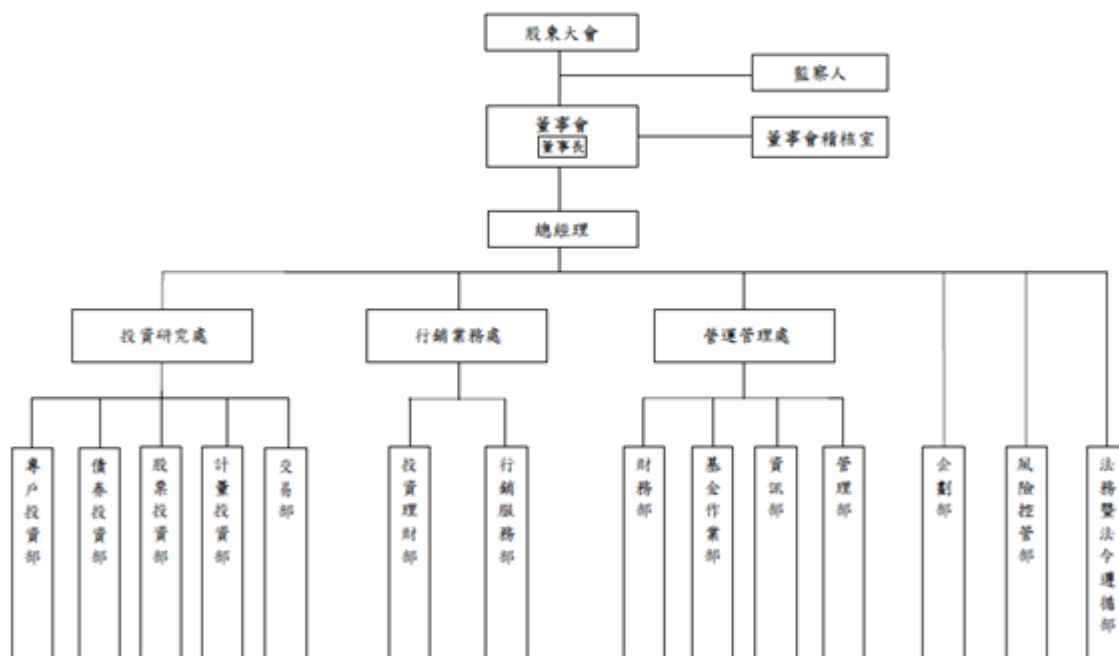 股東大會
監察人
董事會
董事長
董事會稽核室
總經理
投資研究處
行銷業務處
營運管理處
專戶投資部
債券投資部
股票投資部
計量投資部
交易部
投資理財部
行銷服務部
財務部
基金作業部
資訊部
管理部
企劃部
風險控管部
法務暨法令遵循部